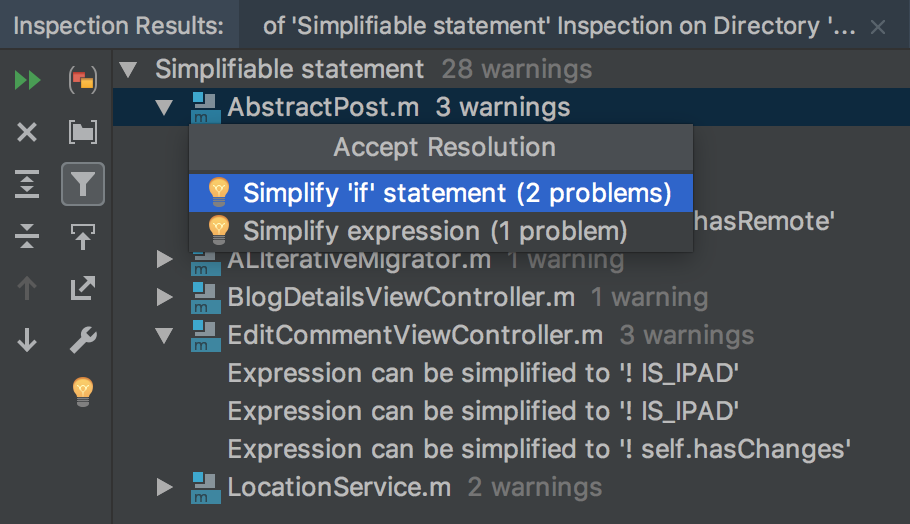 Inspection Results: of 'Simplifiable statement' Inspection on Directory '...
Simplifiable statement 28 warnings
AbstractPost.m 3 warnings
Accept Resolution
Simplify 'if' statement (2 problems)
hasRemote'
Simplify expression (1 problem)
ALIterativeMigrator.m 1 warning
BlogDetailsViewController.m 1 warning
EditCommentViewController.m 3 warnings
Expression can be simplified to '! IS_IPAD'
Expression can be simplified to '! IS_IPAD'
Expression can be simplified to '! self.hasChanges'
LocationService.m 2 warnings